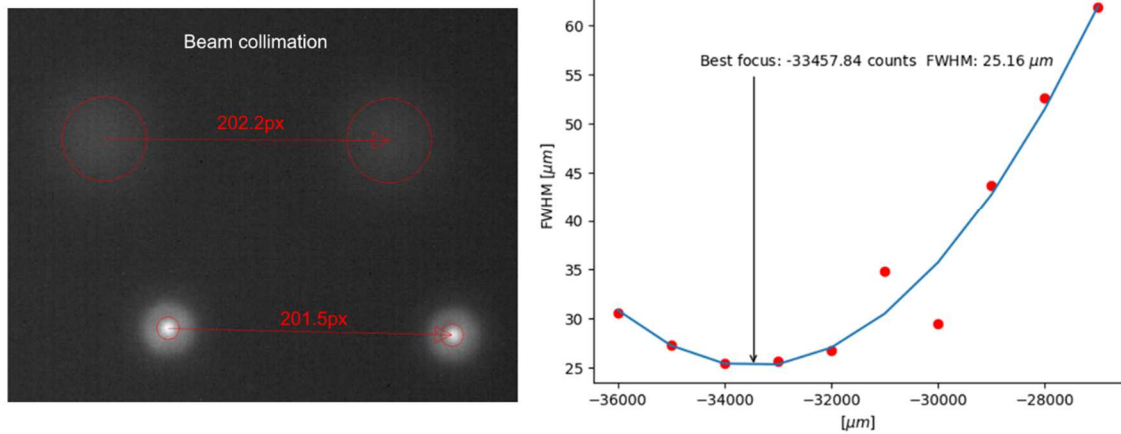 Beam collimation
202.2px
201.5px
Best focus: -33457.84 counts FWHM: 25.16 μm
FWHM [μm]
60
55
50
45
40
35
30
25
−36000 −34000 −32000 −30000 −28000
[μm]